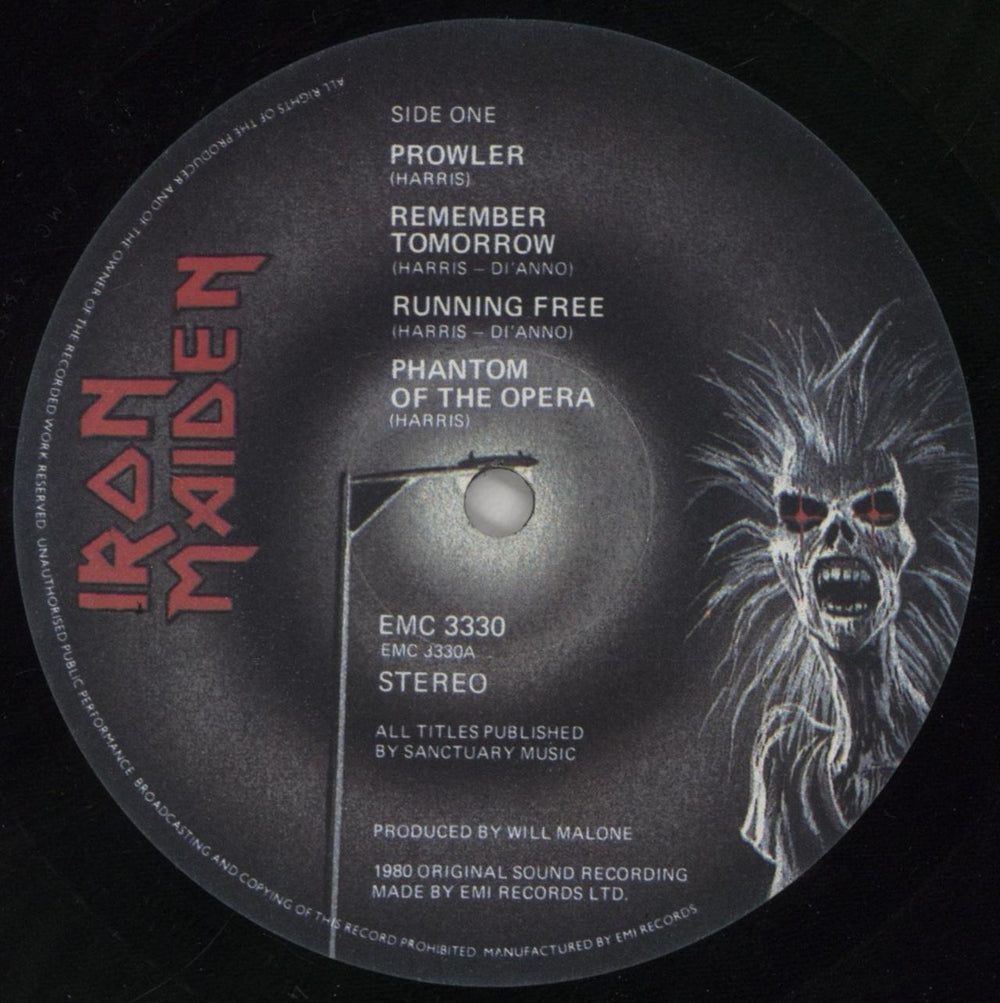 SIDE ONE
PROWLER
(HARRIS)
REMEMBER
TOMORROW
(HARRIS – DI'ANNO)
RUNNING FREE
(HARRIS – DI'ANNO)
PHANTOM
OF THE OPERA
(HARRIS)
IRON
MAIDEN
EMC 3330
EMC 3330A
STEREO
ALL TITLES PUBLISHED
BY SANCTUARY MUSIC
PRODUCED BY WILL MALONE
1980 ORIGINAL SOUND RECORDING
MADE BY EMI RECORDS LTD.
ALL RIGHTS OF THE PRODUCER AND OF THE OWNER OF THE RECORDED WORK RESERVED. UNAUTHORISED PUBLIC PERFORMANCE, BROADCASTING AND COPYING OF THIS RECORD PROHIBITED MANUFACTURED BY EMI RECORDS